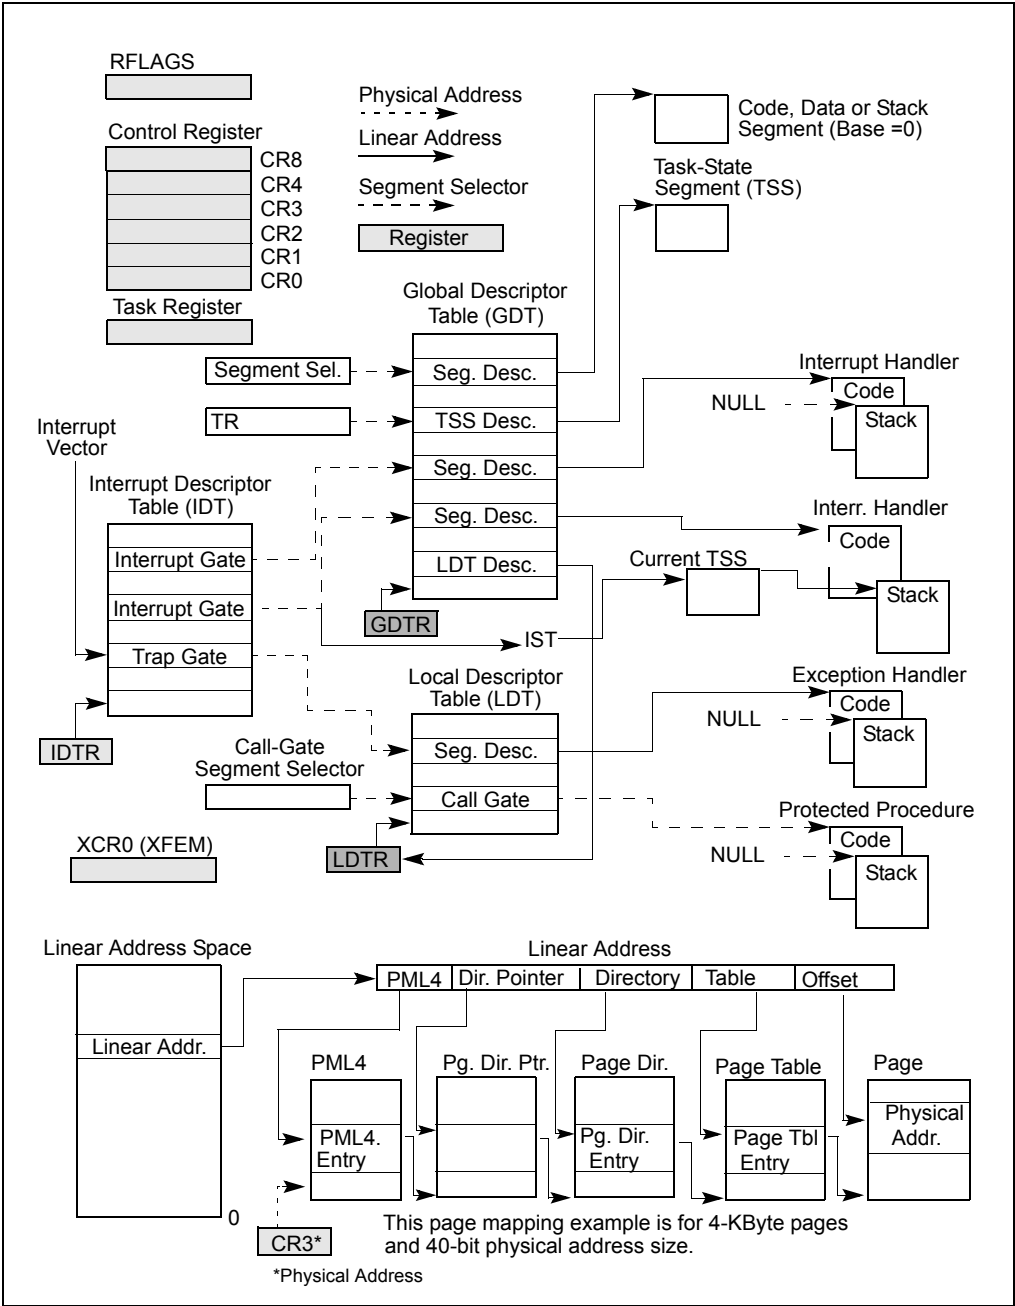 RFLAGS
Control Register
CR8
CR4
CR3
CR2
CR1
CR0
Task Register
Physical Address
Linear Address
Segment Selector
Register
Code, Data or Stack
Segment (Base =0)
Task-State
Segment (TSS)
Global Descriptor
Table (GDT)
Segment Sel.
Seg. Desc.
TR
TSS Desc.
Seg. Desc.
Seg. Desc.
LDT Desc.
GDTR
Interrupt Handler
Code
NULL
Stack
Interrupt
Vector
Interrupt Descriptor
Table (IDT)
Interrupt Gate
Interrupt Gate
Trap Gate
IDTR
Interr. Handler
Code
Current TSS
Stack
IST
Local Descriptor
Table (LDT)
Seg. Desc.
Call Gate
Call-Gate
Segment Selector
LDTR
XCR0 (XFEM)
Exception Handler
Code
NULL
Stack
Protected Procedure
Code
NULL
Stack
Linear Address Space
Linear Addr.
0
Linear Address
PML4 Dir. Pointer Directory Table Offset
PML4
PML4.
Entry
Pg. Dir. Ptr.
Page Dir.
Pg. Dir.
Entry
Page Table
Page Tbl
Entry
Page
Physical
Addr.
CR3*
*Physical Address
This page mapping example is for 4-KByte pages
and 40-bit physical address size.